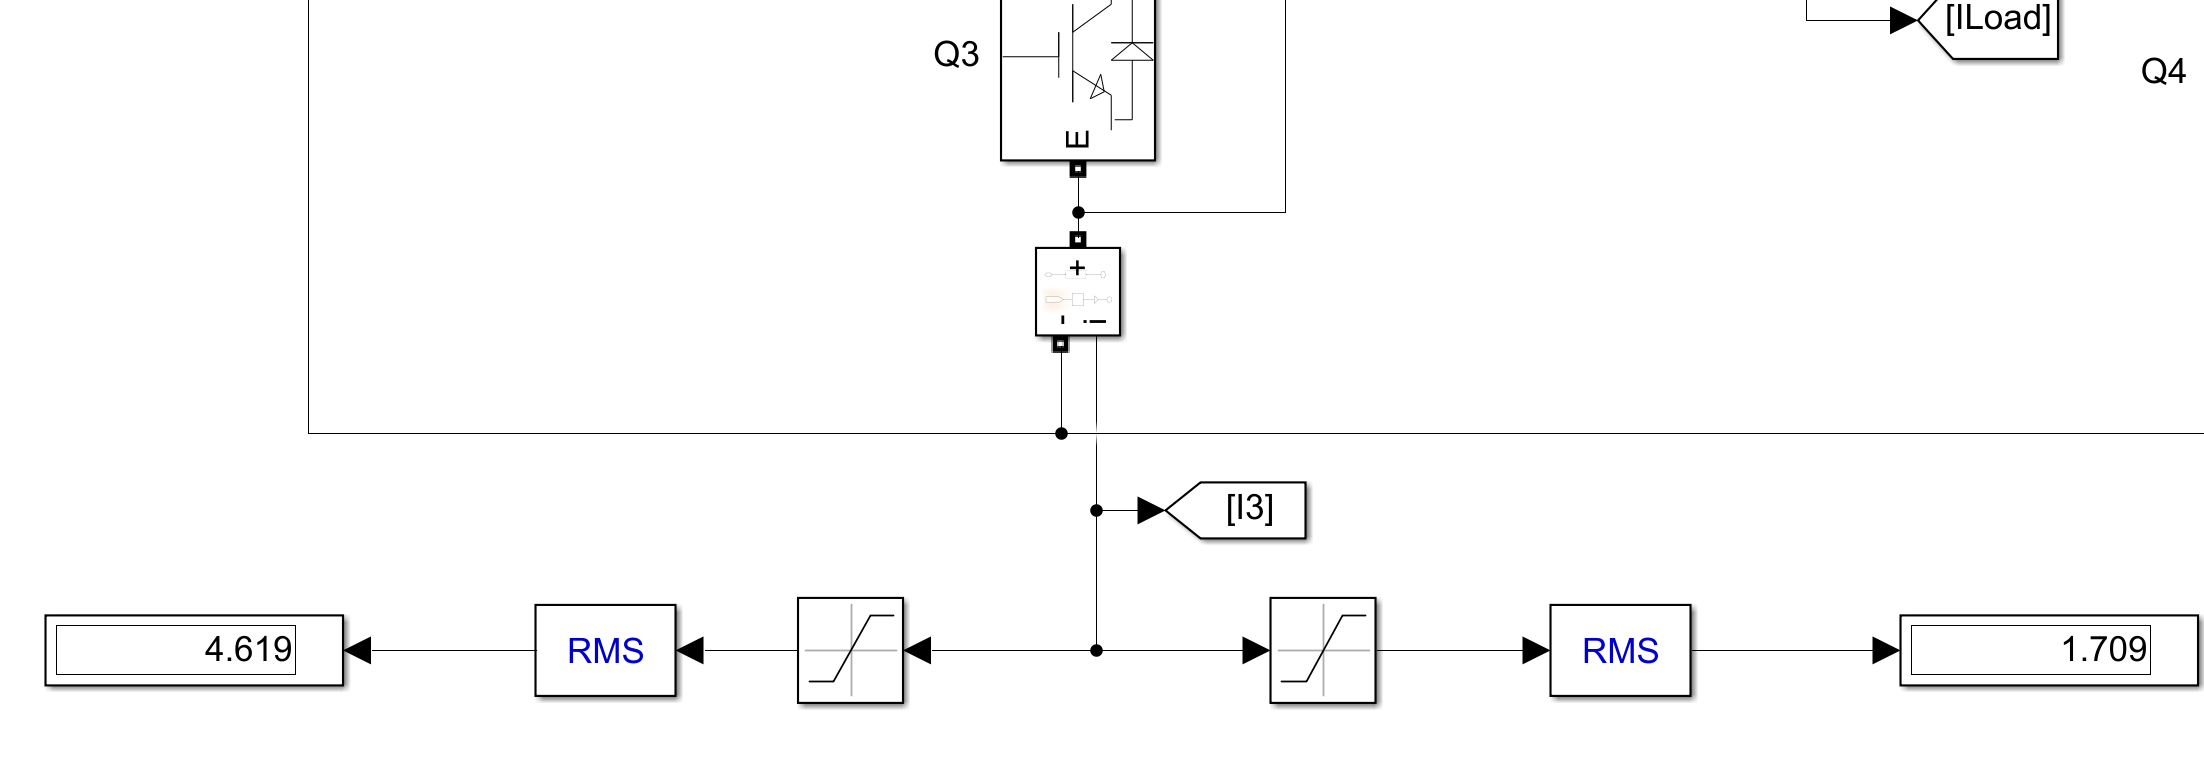 [ILoad]
Q3
Q4
E
+
- i
[I3]
4.619
RMS
RMS
1.709